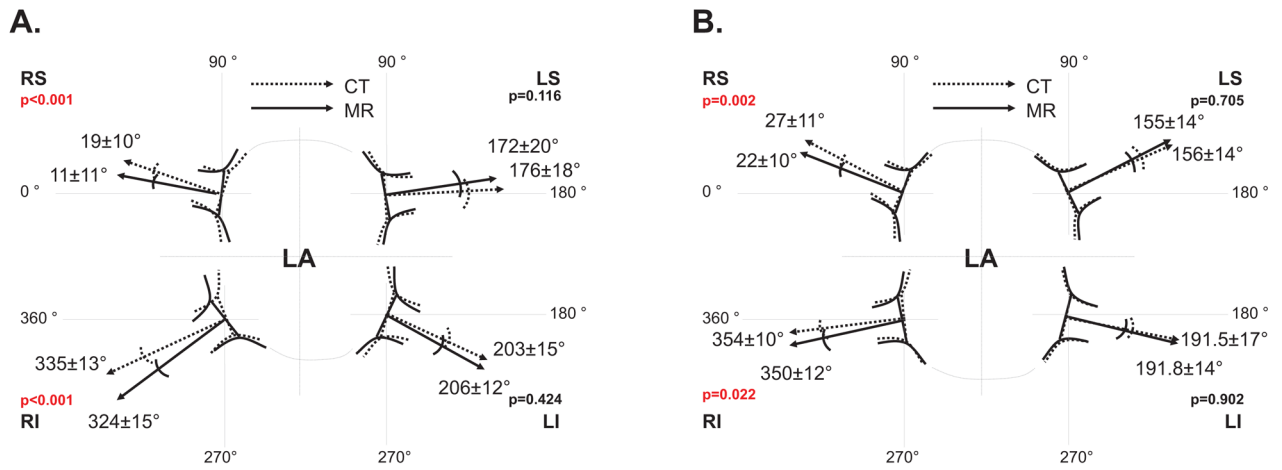 A.
90 °
90 °
RS
LS
p<0.001
p=0.116
CT
MR
19±10°
11±11°
172±20°
176±18°
0 °
180 °
LA
360 °
180 °
335±13°
203±15°
206±12°
p<0.001
p=0.424
RI
LI
324±15°
270°
270°
B.
90 °
90 °
RS
LS
p=0.002
p=0.705
CT
MR
27±11°
22±10°
155±14°
156±14°
0 °
180 °
LA
360 °
180 °
354±10°
350±12°
191.5±17°
191.8±14°
p=0.022
p=0.902
RI
LI
270°
270°